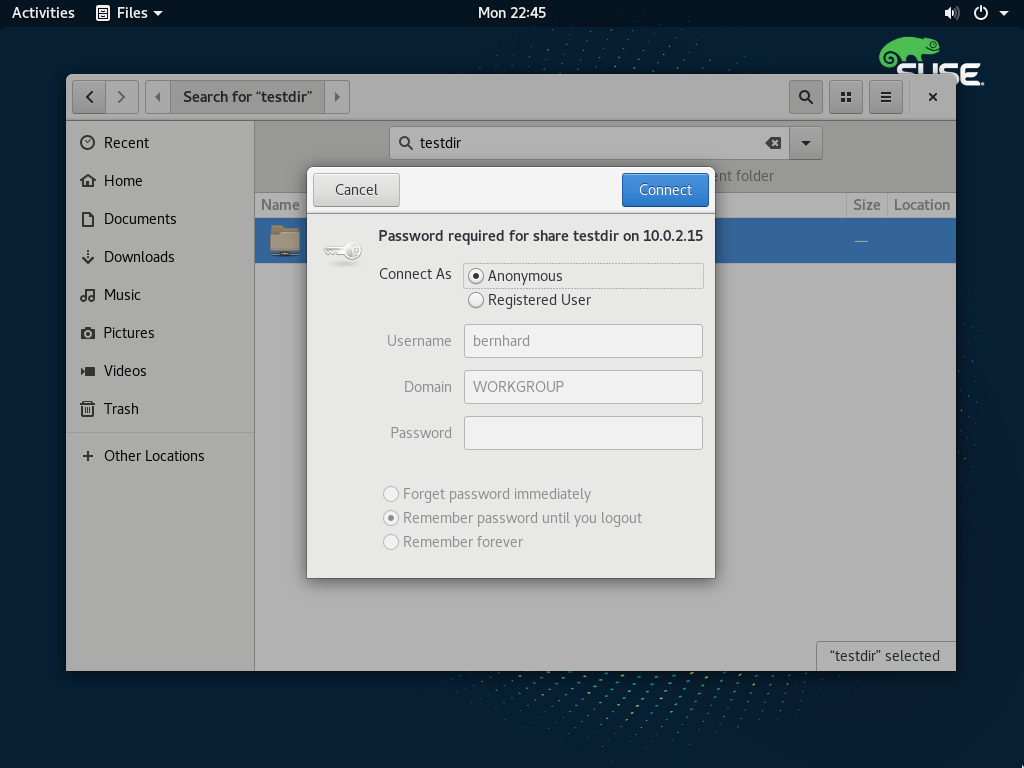 Activities Files Mon 22:45
SUSE
Search for “testdir”
Recent
Home
Documents
Downloads
Music
Pictures
Videos
Trash
Other Locations
testdir
folder
Name Size Location
—
Cancel Connect
Password required for share testdir on 10.0.2.15
Connect As Anonymous
Registered User
Username bernhard
Domain WORKGROUP
Password
Forget password immediately
Remember password until you logout
Remember forever
“testdir” selected